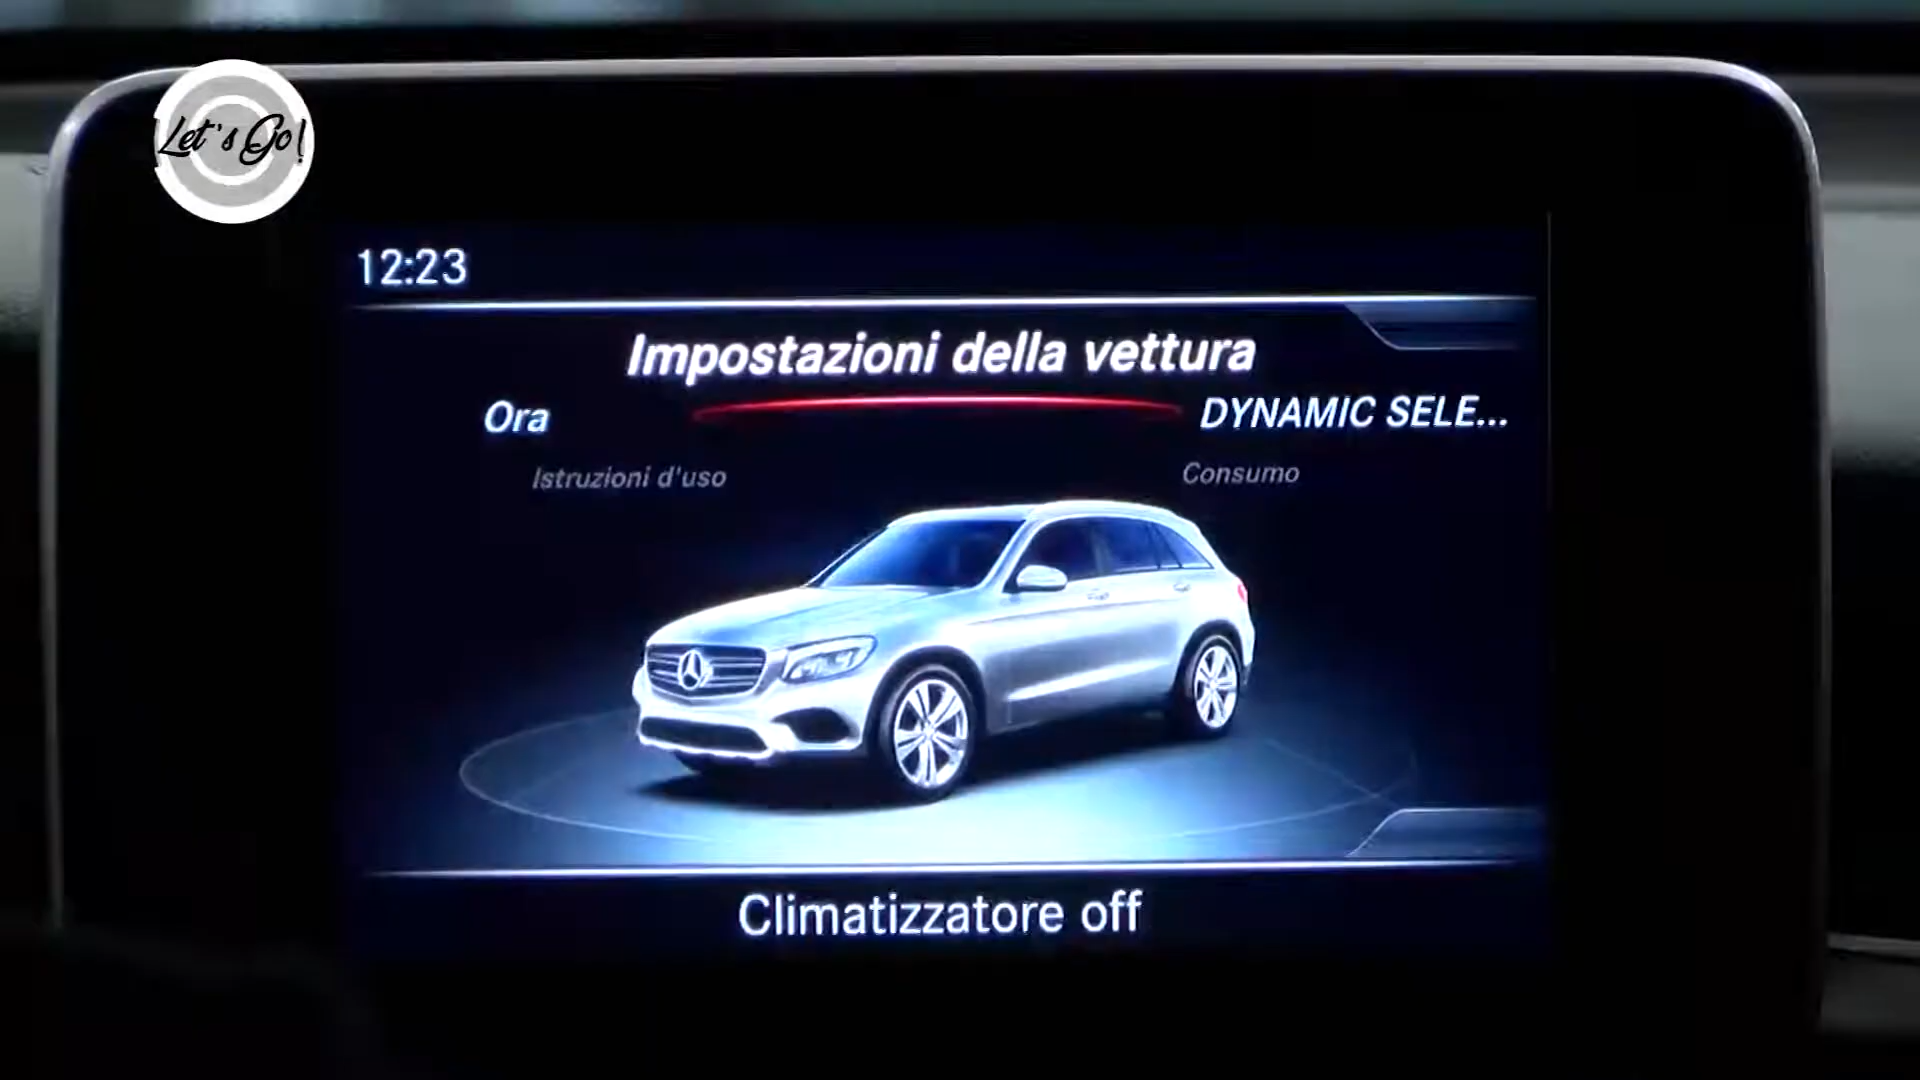 Let's Go!
12:23
Impostazioni della vettura
Ora
DYNAMIC SELE...
Istruzioni d'uso
Consumo
Climatizzatore off